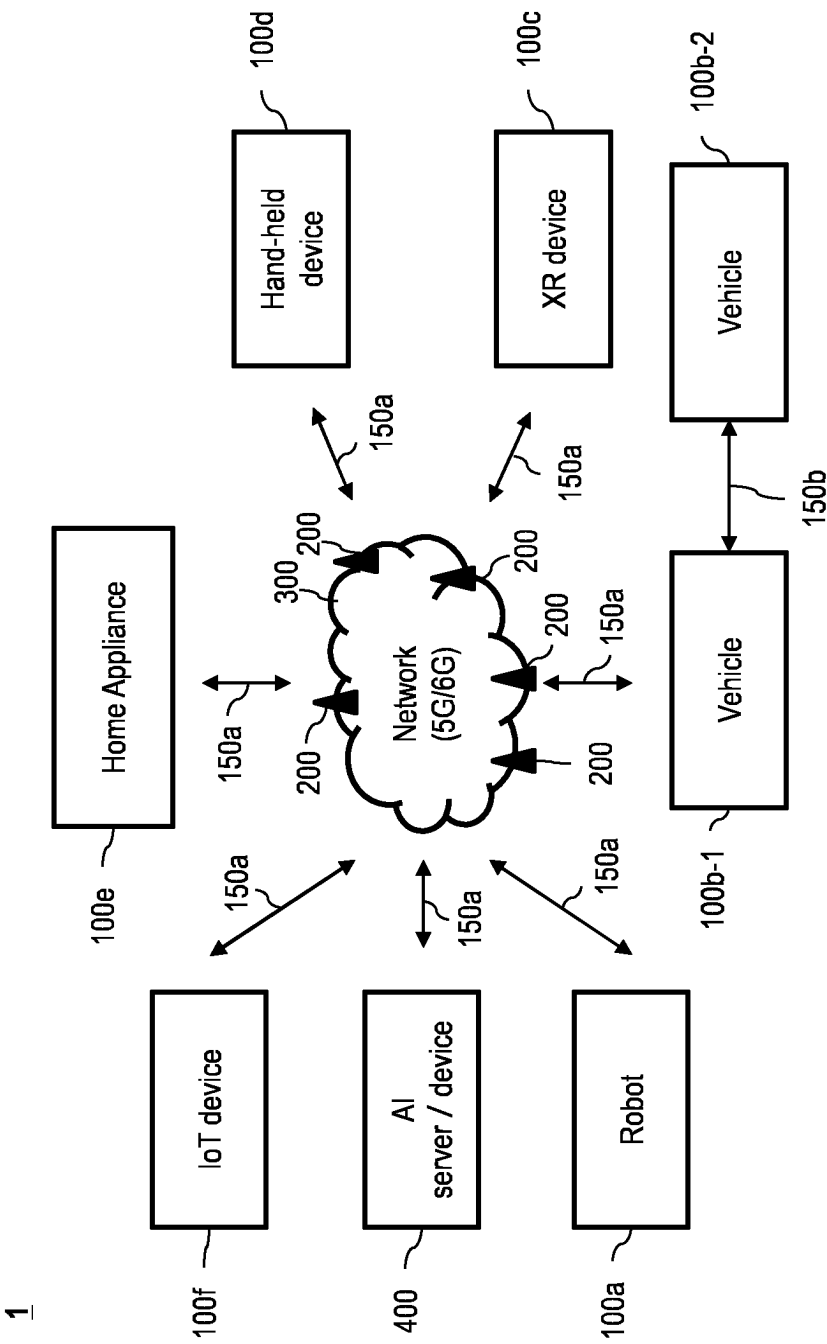 1
100e
Home Appliance
100f
IoT device
150a
150a
200
300
200
150a
Hand-held
device
100d
400
AI
server / device
150a
Network
(5G/6G)
200
200
200
150a
XR device
100c
100a
Robot
150a
150a
100b-1
Vehicle
150b
Vehicle
100b-2